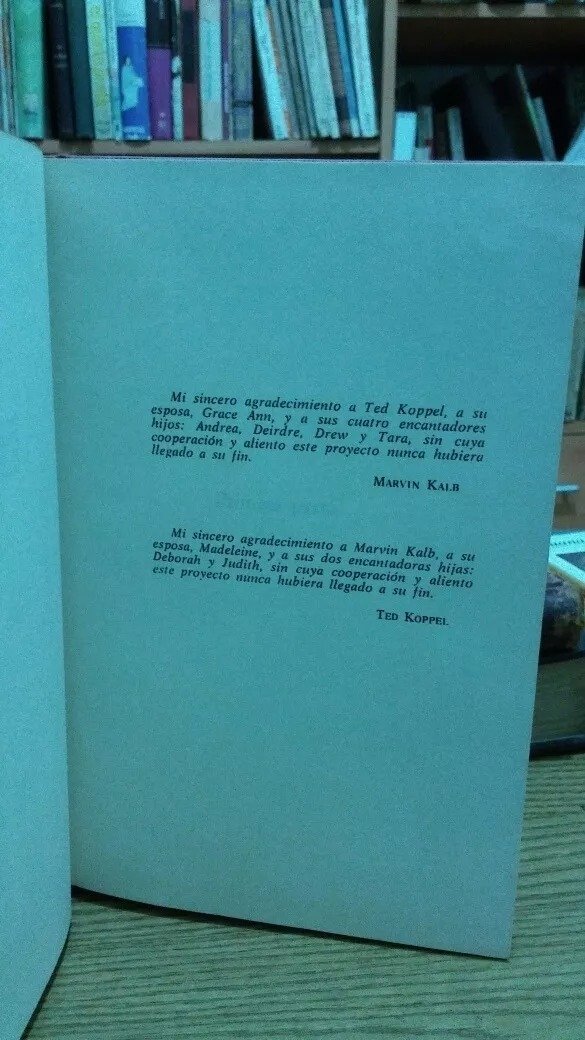 Mi sincero agradecimiento a Ted Koppel, a su
esposa, Grace Ann, y a sus cuatro encantadores
hijos: Andrea, Deirdre, Drew y Tara, sin cuya
cooperación y aliento este proyecto nunca hubiera
llegado a su fin.
MARVIN KALB
Mi sincero agradecimiento a Marvin Kalb, a su
esposa, Madeleine, y a sus dos encantadoras hijas:
Deborah y Judith, sin cuya cooperación y aliento
este proyecto nunca hubiera llegado a su fin.
TED KOPPEL